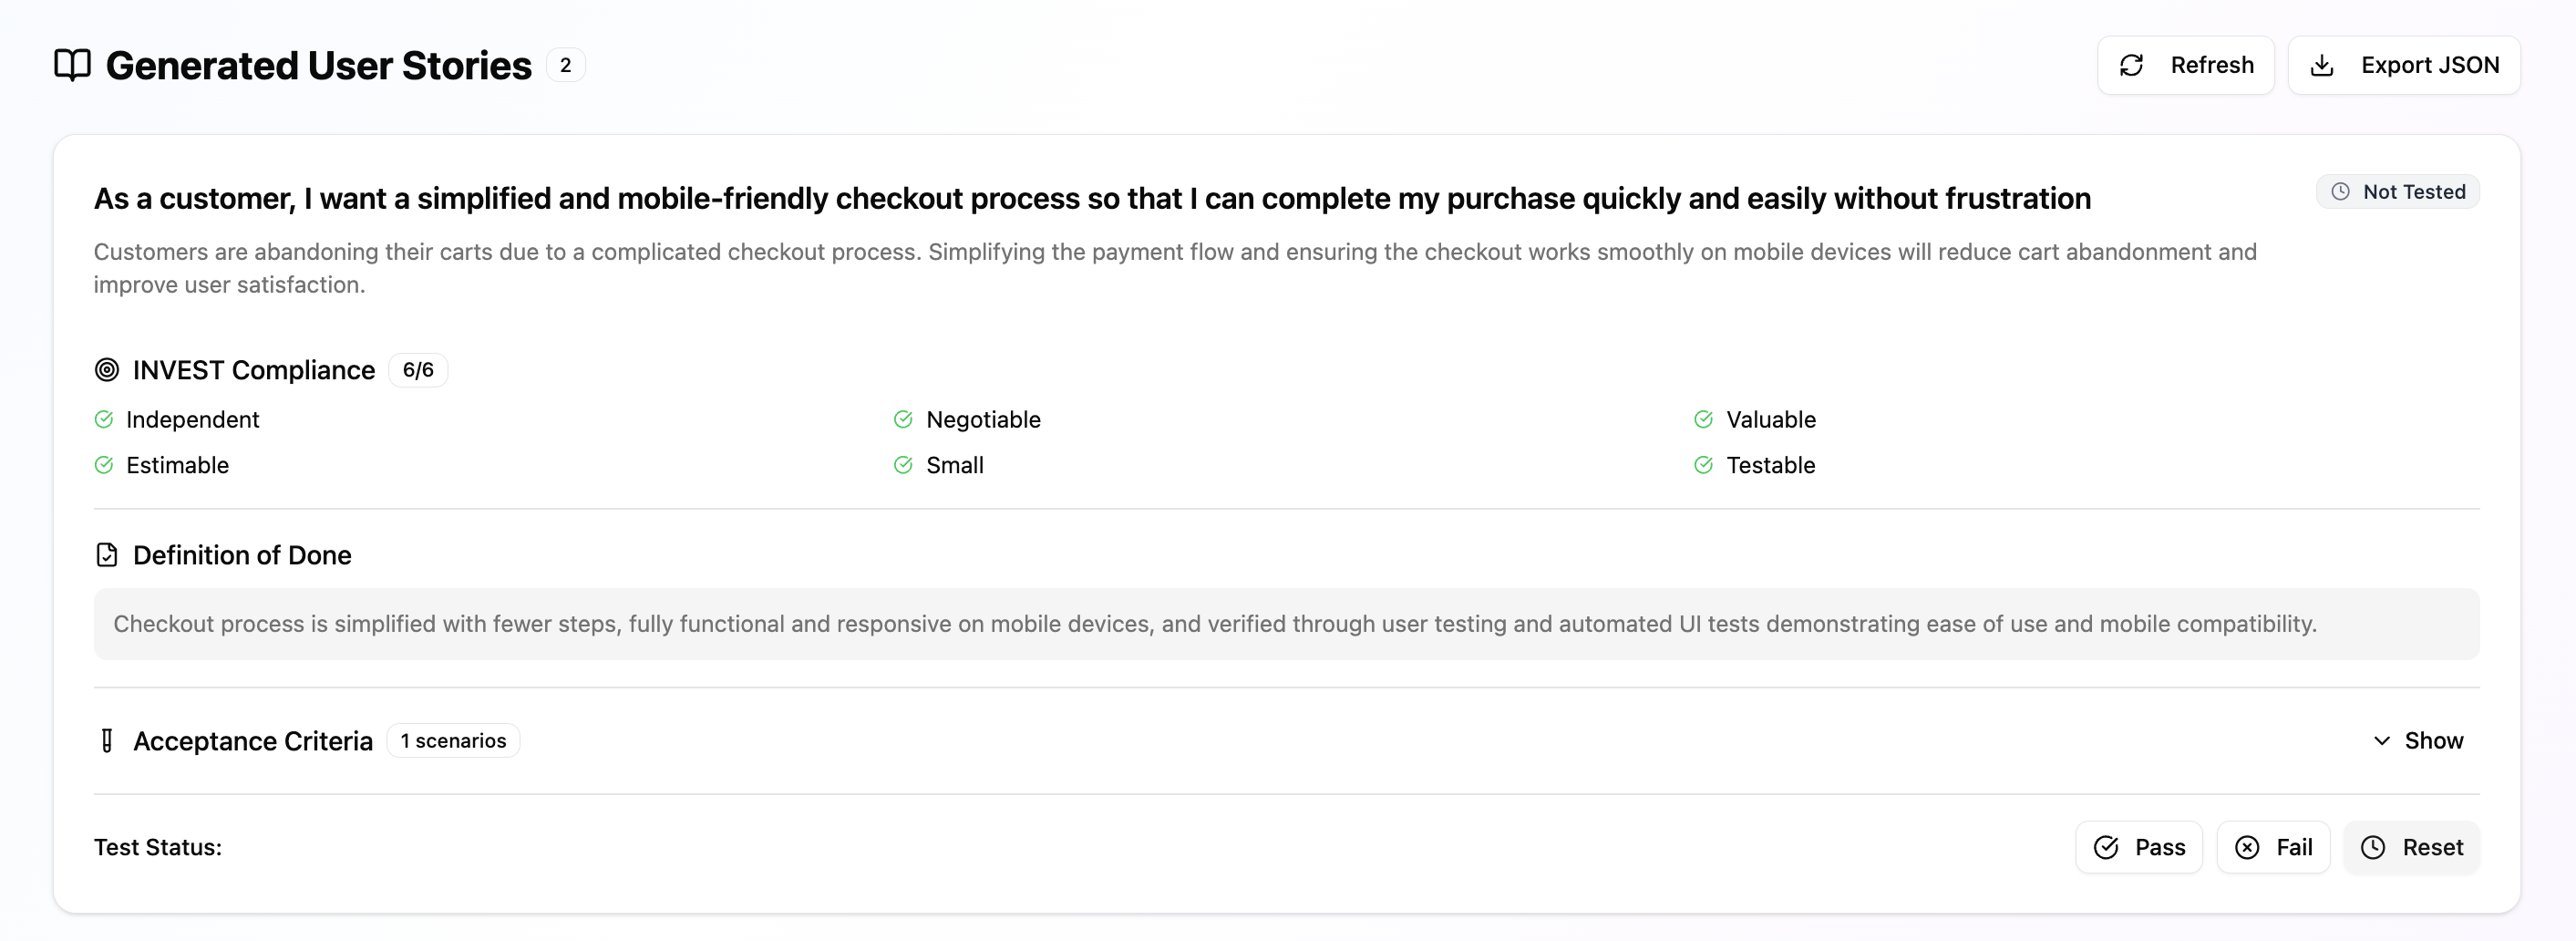 Generated User Stories 2
Refresh
Export JSON
As a customer, I want a simplified and mobile-friendly checkout process so that I can complete my purchase quickly and easily without frustration
Not Tested
Customers are abandoning their carts due to a complicated checkout process. Simplifying the payment flow and ensuring the checkout works smoothly on mobile devices will reduce cart abandonment and
improve user satisfaction.
INVEST Compliance 6/6
Independent
Negotiable
Valuable
Estimable
Small
Testable
Definition of Done
Checkout process is simplified with fewer steps, fully functional and responsive on mobile devices, and verified through user testing and automated UI tests demonstrating ease of use and mobile compatibility.
Acceptance Criteria 1 scenarios
Show
Test Status:
Pass
Fail
Reset